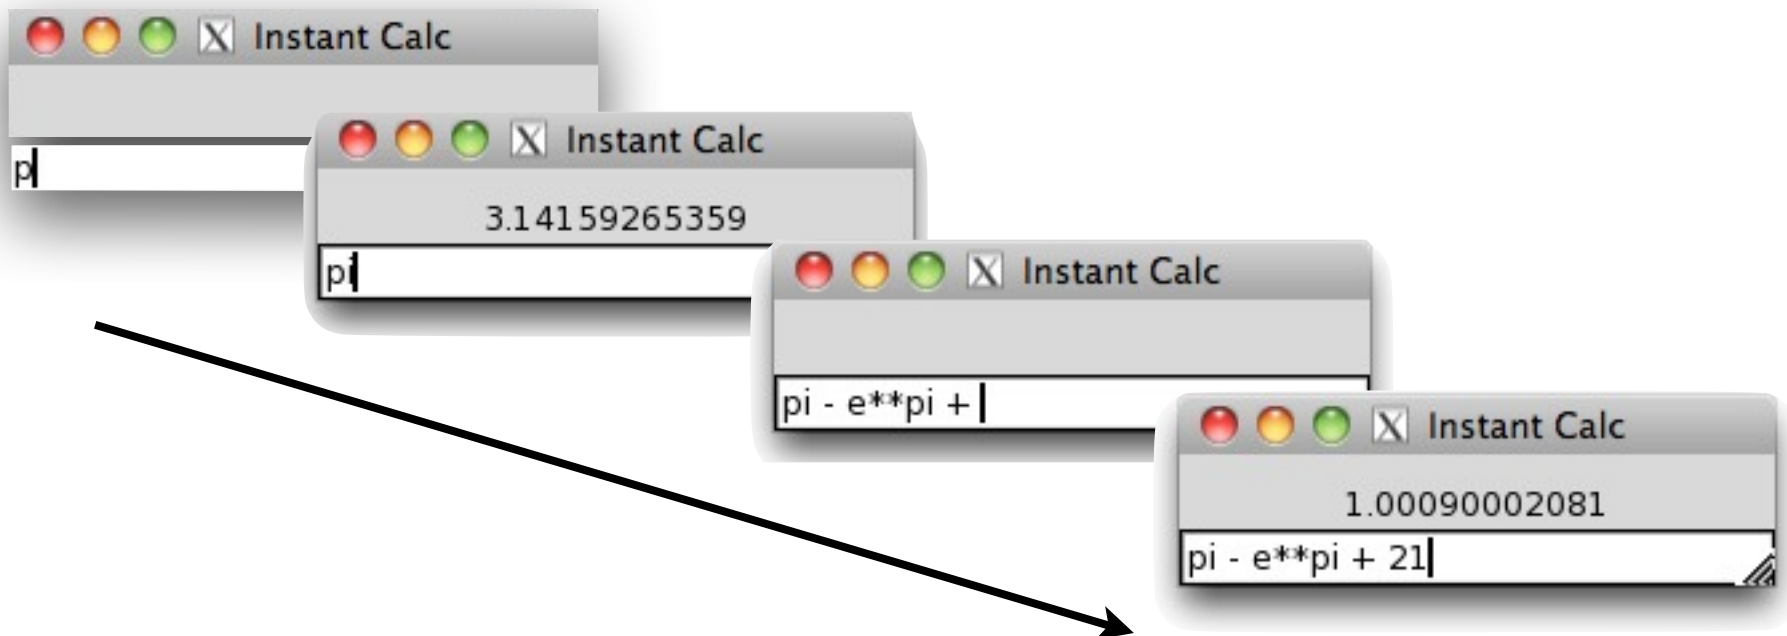 X Instant Calc
p
X Instant Calc
3.14159265359
pi
X Instant Calc
pi - e**pi +
X Instant Calc
1.00090002081
pi - e**pi + 21